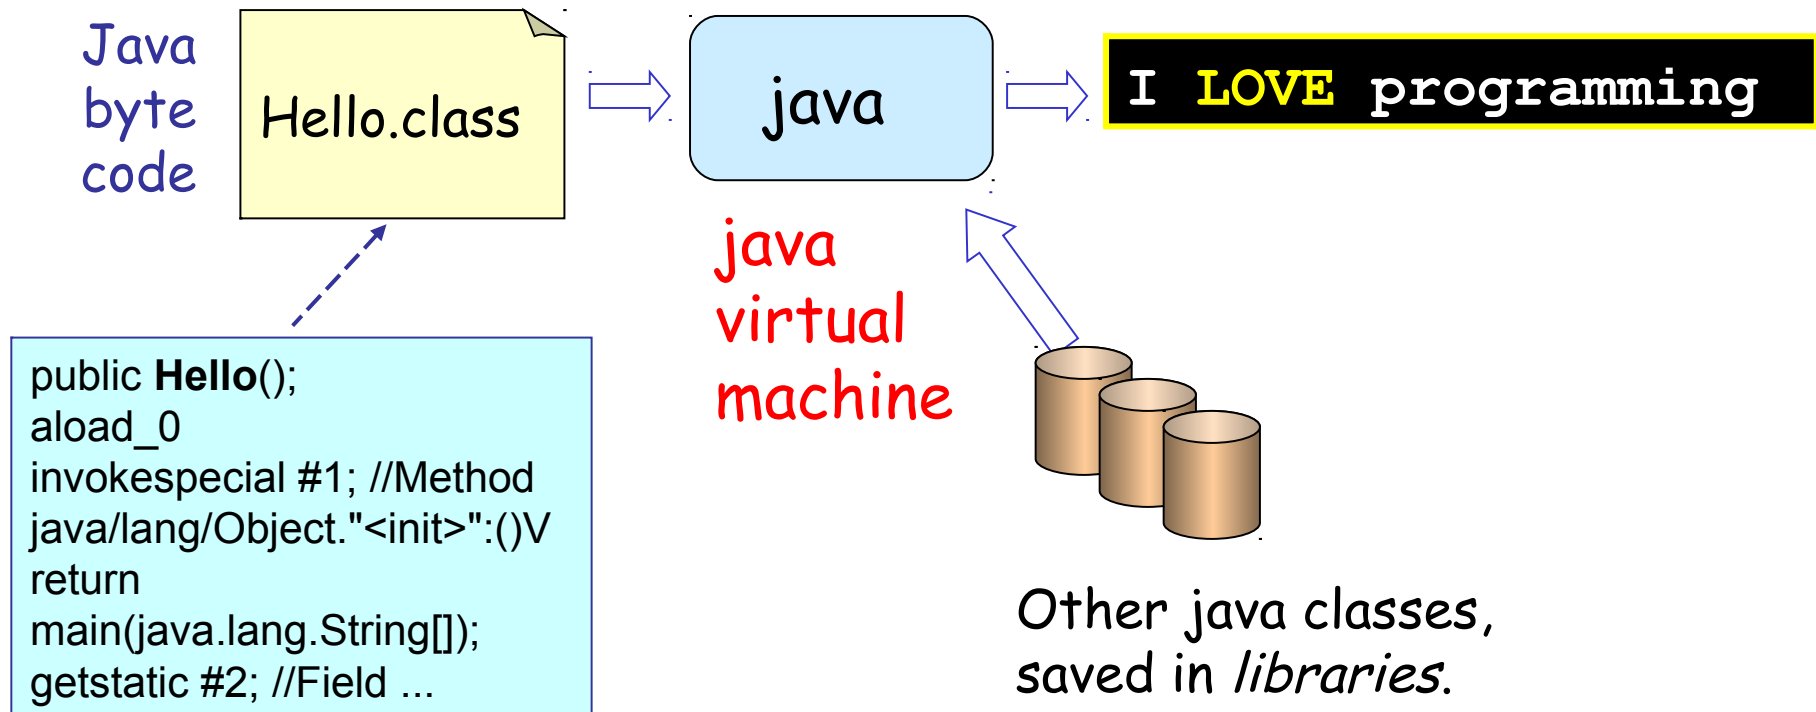 Java
byte
code
Hello.class
java
I LOVE programming
java
virtual
machine
public Hello();
aload_0
invokespecial #1; //Method
java/lang/Object."<init>":()V
return
main(java.lang.String[]);
getstatic #2; //Field ...
Other java classes,
saved in libraries.